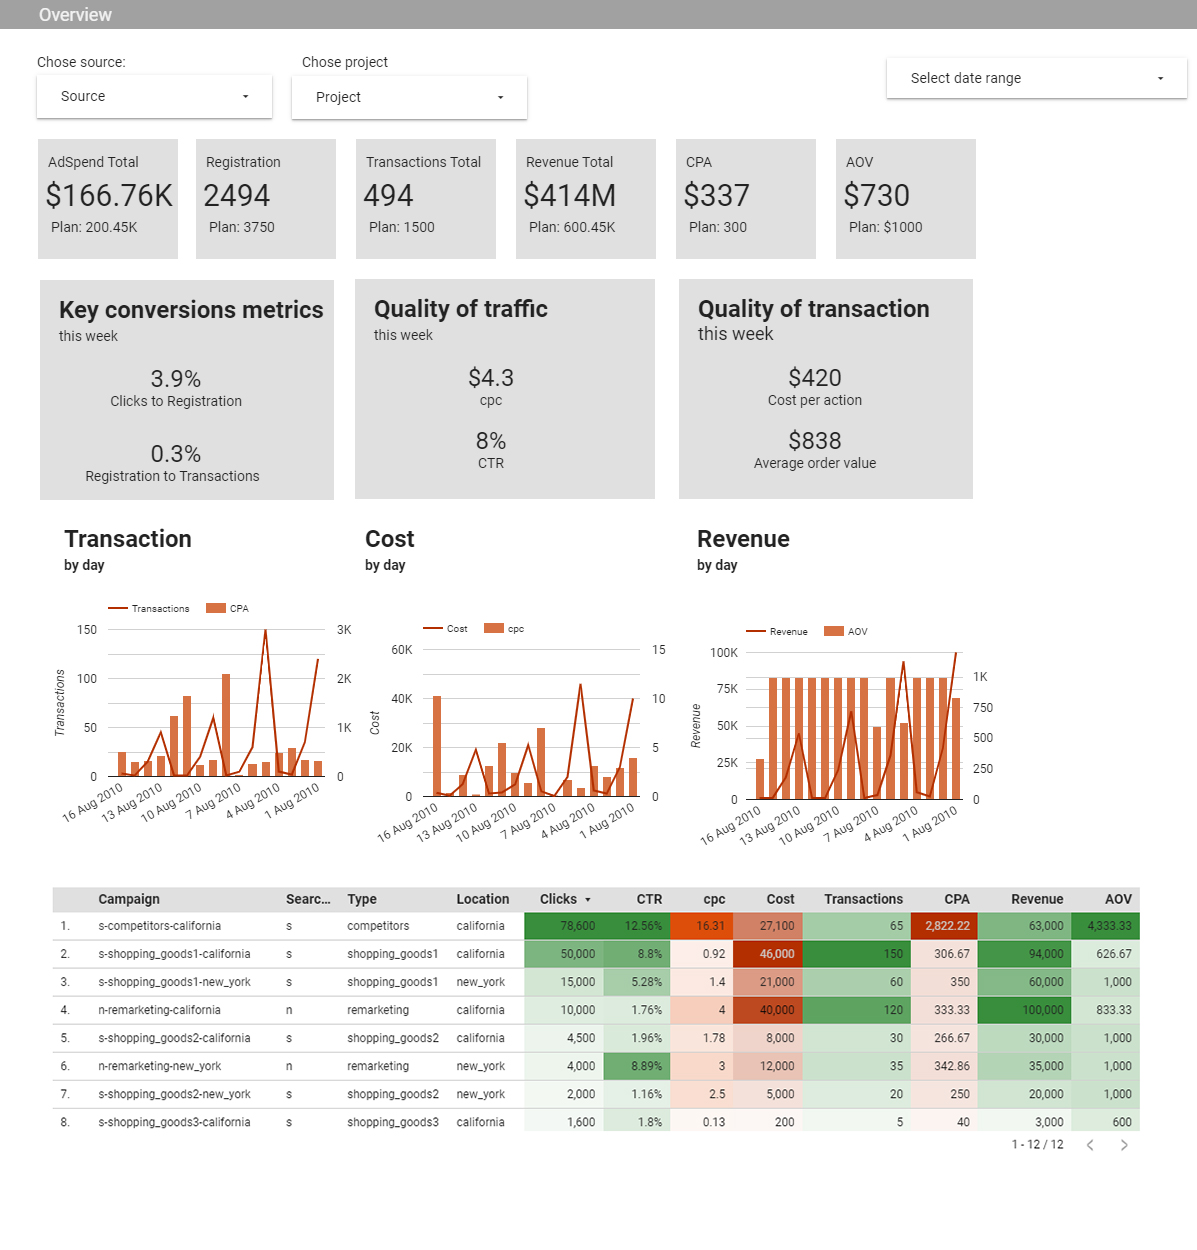 Overview
Chose source:
Chose project
Source
Project
Select date range
AdSpend Total
$166.76K
Plan: 200.45K
Registration
2494
Plan: 3750
Transactions Total
494
Plan: 1500
Revenue Total
$414M
Plan: 600.45K
CPA
$337
Plan: 300
AOV
$730
Plan: $1000
Key conversions metrics
this week
3.9%
Clicks to Registration
0.3%
Registration to Transactions
Quality of traffic
this week
$4.3
cpc
8%
CTR
Quality of transaction
this week
$420
Cost per action
$838
Average order value
Transaction
by day
Transactions CPA
150 3K
100 2K
50 1K
0 0
Transactions
16 Aug 2010 13 Aug 2010 10 Aug 2010 7 Aug 2010 4 Aug 2010 1 Aug 2010
Cost
by day
Cost cpc
60K 15
40K 10
20K 5
0 0
Cost
16 Aug 2010 13 Aug 2010 10 Aug 2010 7 Aug 2010 4 Aug 2010 1 Aug 2010
Revenue
by day
Revenue AOV
100K
1K
75K
750
50K
500
25K
250
0 0
Revenue
16 Aug 2010 13 Aug 2010 10 Aug 2010 7 Aug 2010 4 Aug 2010 1 Aug 2010
Campaign Searc... Type Location Clicks CTR cpc Cost Transactions CPA Revenue AOV
1. s-competitors-california s competitors california 78,600 12.56% 16.31 27,100 65 2,822.22 63,000 4,333.33
2. s-shopping_goods1-california s shopping_goods1 california 50,000 8.8% 0.92 46,000 150 306.67 94,000 626.67
3. s-shopping_goods1-new_york s shopping_goods1 new_york 15,000 5.28% 1.4 21,000 60 350 60,000 1,000
4. n-remarketing-california n remarketing california 10,000 1.76% 4 40,000 120 333.33 100,000 833.33
5. s-shopping_goods2-california s shopping_goods2 california 4,500 1.96% 1.78 8,000 30 266.67 30,000 1,000
6. n-remarketing-new_york n remarketing new_york 4,000 8.89% 3 12,000 35 342.86 35,000 1,000
7. s-shopping_goods2-new_york s shopping_goods2 new_york 2,000 1.16% 2.5 5,000 20 250 20,000 1,000
8. s-shopping_goods3-california s shopping_goods3 california 1,600 1.8% 0.13 200 5 40 3,000 600
1 - 12 / 12